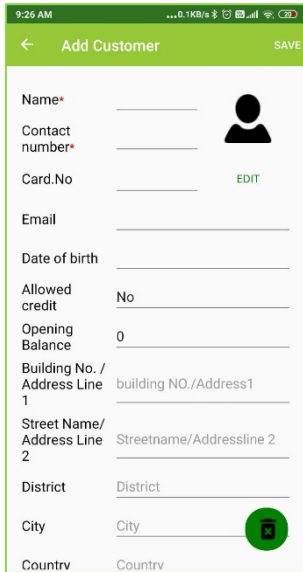 9:26 AM ...0.1KB/s 20
Add Customer SAVE
Name*
Contact
number*
Card.No EDIT
Email
Date of birth
Allowed
credit No
Opening
Balance 0
Building No. /
Address Line building NO./Address1
1
Street Name/
Address Line Streetname/Addressline 2
2
District District
City City
Country Country